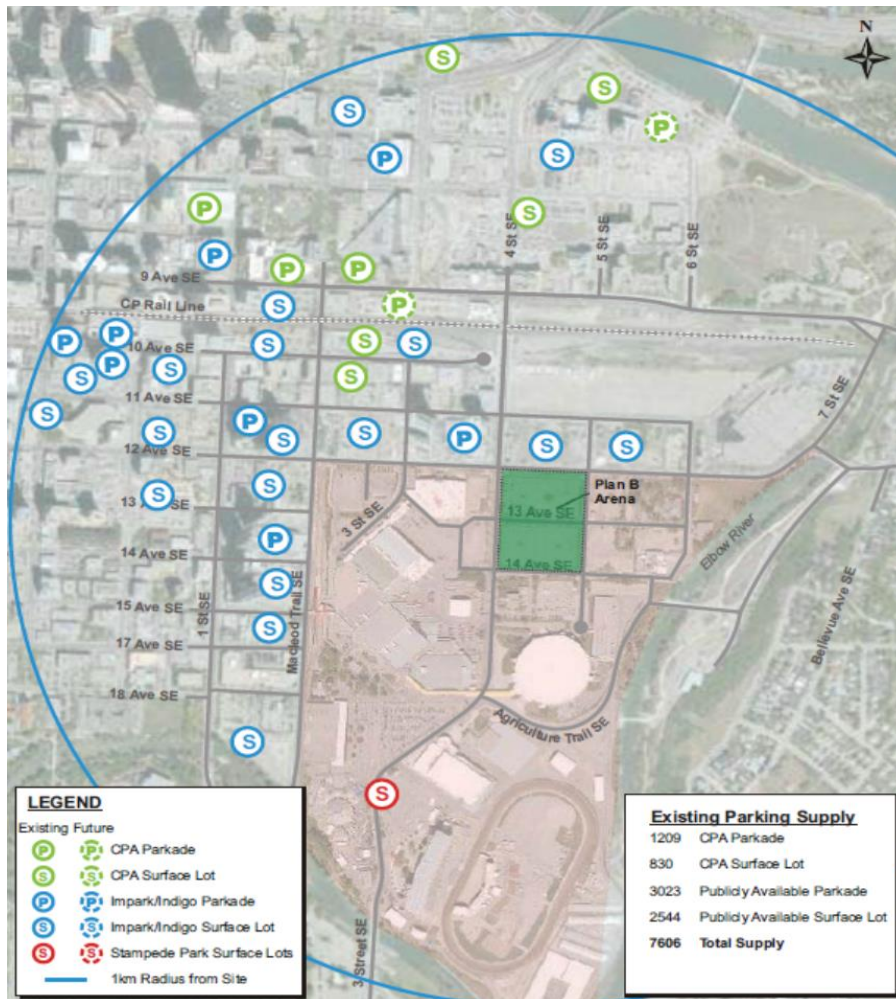 N
S
S
S
P
P
S
P
S
P
4 St SE
5 St SE
6 St SE
P
P
P
9 Ave SE
S
P
CP Rail Line
P
P
S
S
S
10 Ave SE
P
S
S
S
7 St SE
S
11 Ave SE
P
S
S
S
P
S
S
12 Ave SE
S
Plan B
Arena
S
13 Ave SE
13 Ave SE
3 St SE
P
14 Ave SE
14 Ave SE
Elbow River
S
Macleod Trail SE
15 Ave SE
1 St SE
S
17 Ave SE
Bellevue Ave SE
18 Ave SE
Agriculture Trail SE
S
S
3 Street SE
LEGEND
Existing Future
P P CPA Parkade
S S CPA Surface Lot
P P Impark/Indigo Parkade
S S Impark/Indigo Surface Lot
S S Stampede Park Surface Lots
1km Radius from Site
Existing Parking Supply
1209 CPA Parkade
830 CPA Surface Lot
3023 Publicly Available Parkade
2544 Publicly Available Surface Lot
7606 Total Supply